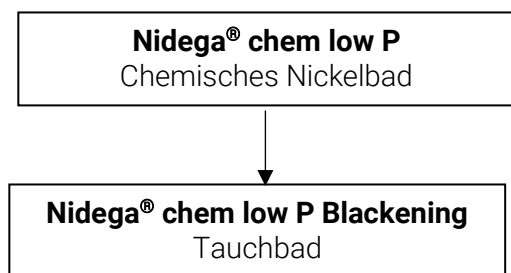 Nidega® chem low P
Chemisches Nickelbad
Nidega® chem low P Blackening
Tauchbad